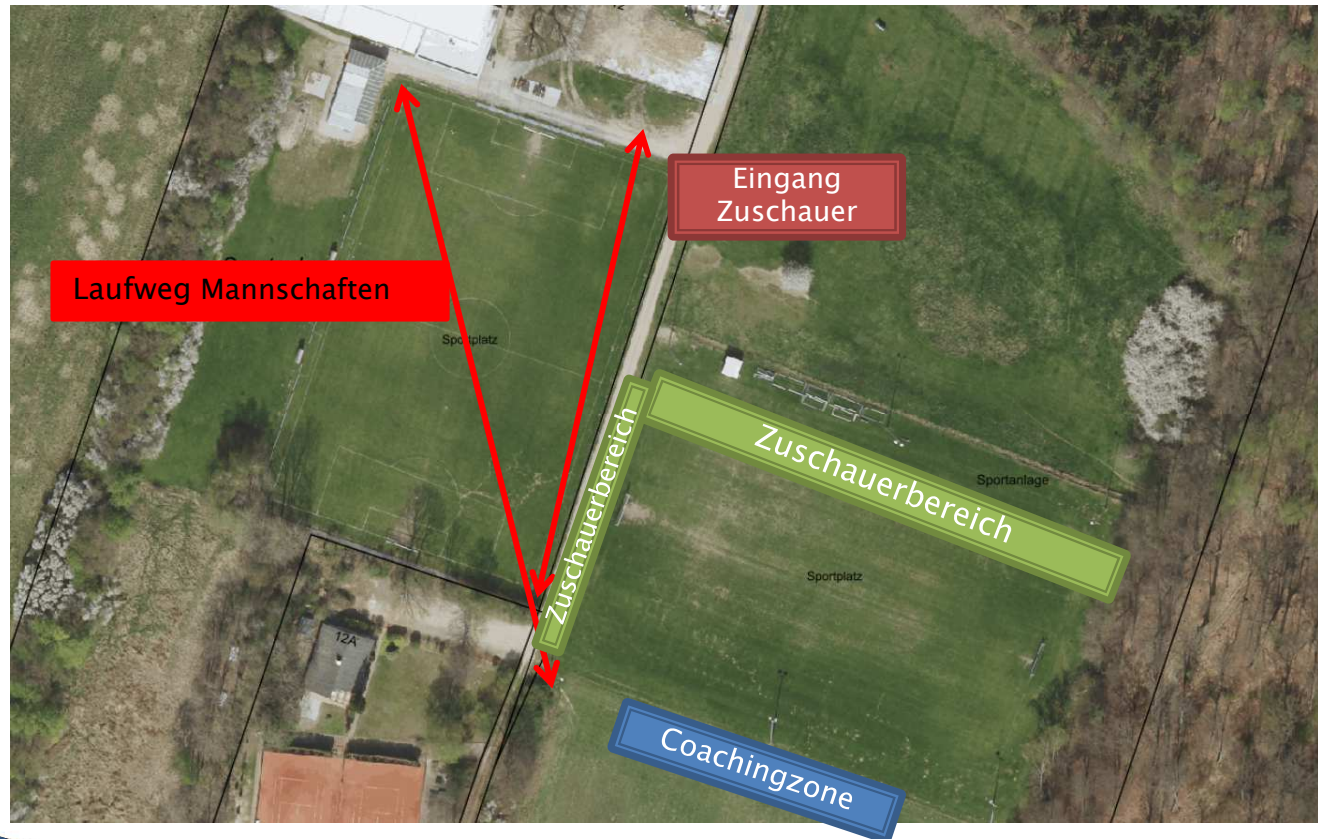 Eingang
Zuschauer
Laufweg Mannschaften
Sportplatz
Zuschauerbereich
Zuschauerbereich
Sportanlage
Sportplatz
12A
Coachingzone